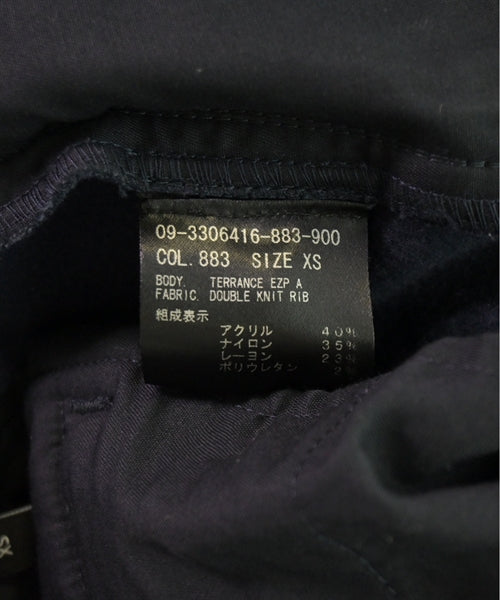 09-3306416-883-900
COL. 883 SIZE XS
BODY. TERRANCE EZP A
FABRIC. DOUBLE KNIT RIB
組成表示
アクリル 40%
ナイロン 35%
レーヨン 23%
ポリウレタン 2%